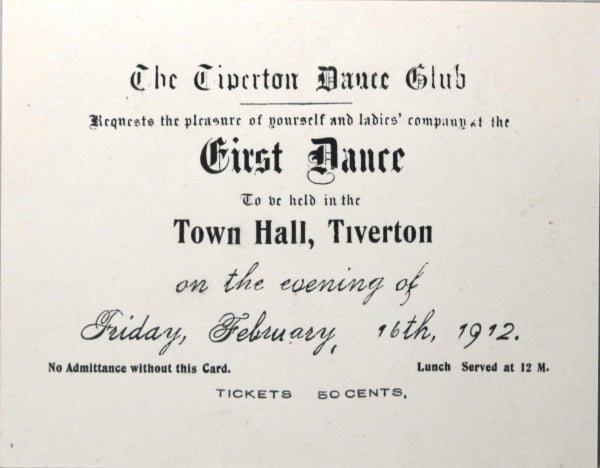 The Tiverton Dance Club
Requests the pleasure of yourself and ladies' company at the
First Dance
To be held in the
Town Hall, Tiverton
on the evening of
Friday, February, 16th, 1912.
No Admittance without this Card. Lunch Served at 12 M.
TICKETS 50 CENTS,